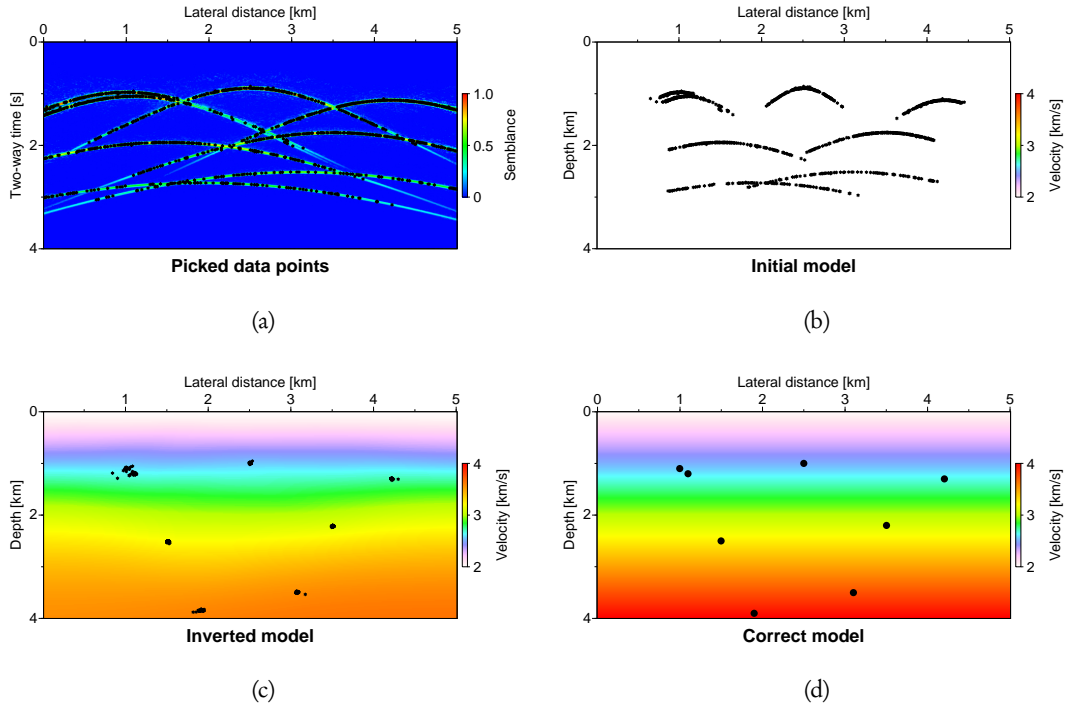 Lateral distance [km]
0 1 2 3 4 5
0
2
4
Two-way time [s]
1.0
0.5
0
Semblance
Picked data points
(a)
Lateral distance [km]
0 1 2 3 4 5
0
2
4
Depth [km]
4
3
2
Velocity [km/s]
Initial model
(b)
Lateral distance [km]
0 1 2 3 4 5
0
2
4
Depth [km]
4
3
2
Velocity [km/s]
Inverted model
(c)
Lateral distance [km]
0 1 2 3 4 5
0
2
4
Depth [km]
4
3
2
Velocity [km/s]
Correct model
(d)